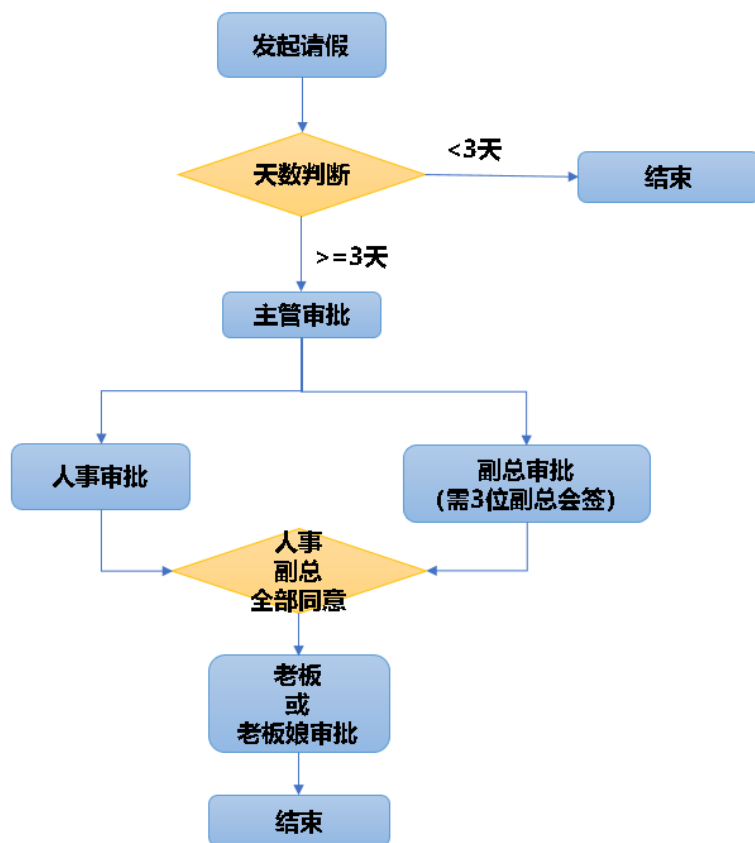 发起请假
天数判断
<3天
结束
>=3天
主管审批
人事审批
副总审批
(需3位副总会签)
人事
副总
全部同意
老板
或
老板娘审批
结束